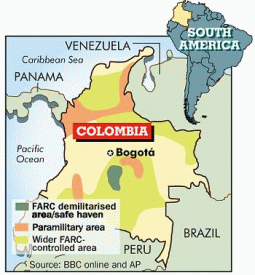 VENEZUELA
SOUTH
AMERICA
Caribbean Sea
PANAMA
COLOMBIA
Bogotá
Pacific
Ocean
FARC demilitarised
area/safe haven
Paramilitary area
Wider FARC-
controlled area
BRAZIL
PERU
Source: BBC online and AP